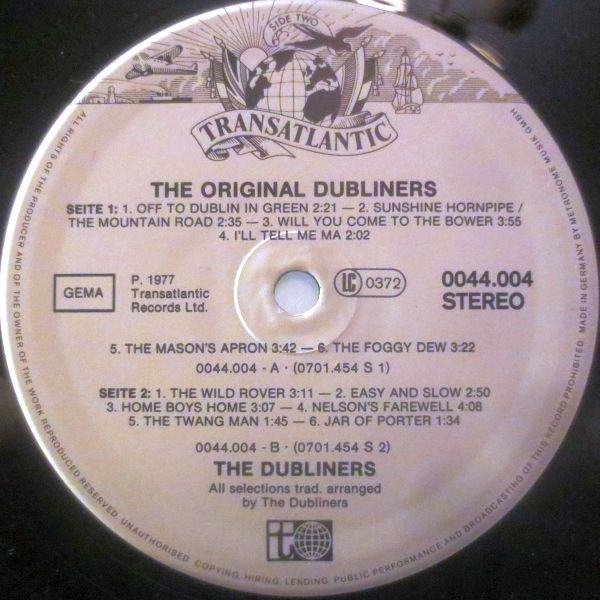 SIDE TWO
TRANSATLANTIC
THE ORIGINAL DUBLINERS
SEITE 1: 1. OFF TO DUBLIN IN GREEN 2:21 — 2. SUNSHINE HORNPIPE /
THE MOUNTAIN ROAD 2:35 — 3. WILL YOU COME TO THE BOWER 3:55
4. I'LL TELL ME MA 2:02
GEMA
P. 1977
Transatlantic
Records Ltd.
LC 0372
0044.004
STEREO
5. THE MASON'S APRON 3:42 — 6. THE FOGGY DEW 3:22
0044.004 - A · (0701.454 S 1)
SEITE 2: 1. THE WILD ROVER 3:11 — 2. EASY AND SLOW 2:50
3. HOME BOYS HOME 3:07 — 4. NELSON'S FAREWELL 4:08
5. THE TWANG MAN 1:45 — 6. JAR OF PORTER 1:34
0044.004 - B · (0701.454 S 2)
THE DUBLINERS
All selections trad. arranged
by The Dubliners
ALL RIGHTS OF THE PRODUCER AND OF THE OWNER OF THE WORK REPRODUCED RESERVED. UNAUTHORISED COPYING, HIRING, LENDING, PUBLIC PERFORMANCE AND BROADCASTING OF THIS RECORD PROHIBITED. MADE IN GERMANY BY METRONOME MUSIK GMBH